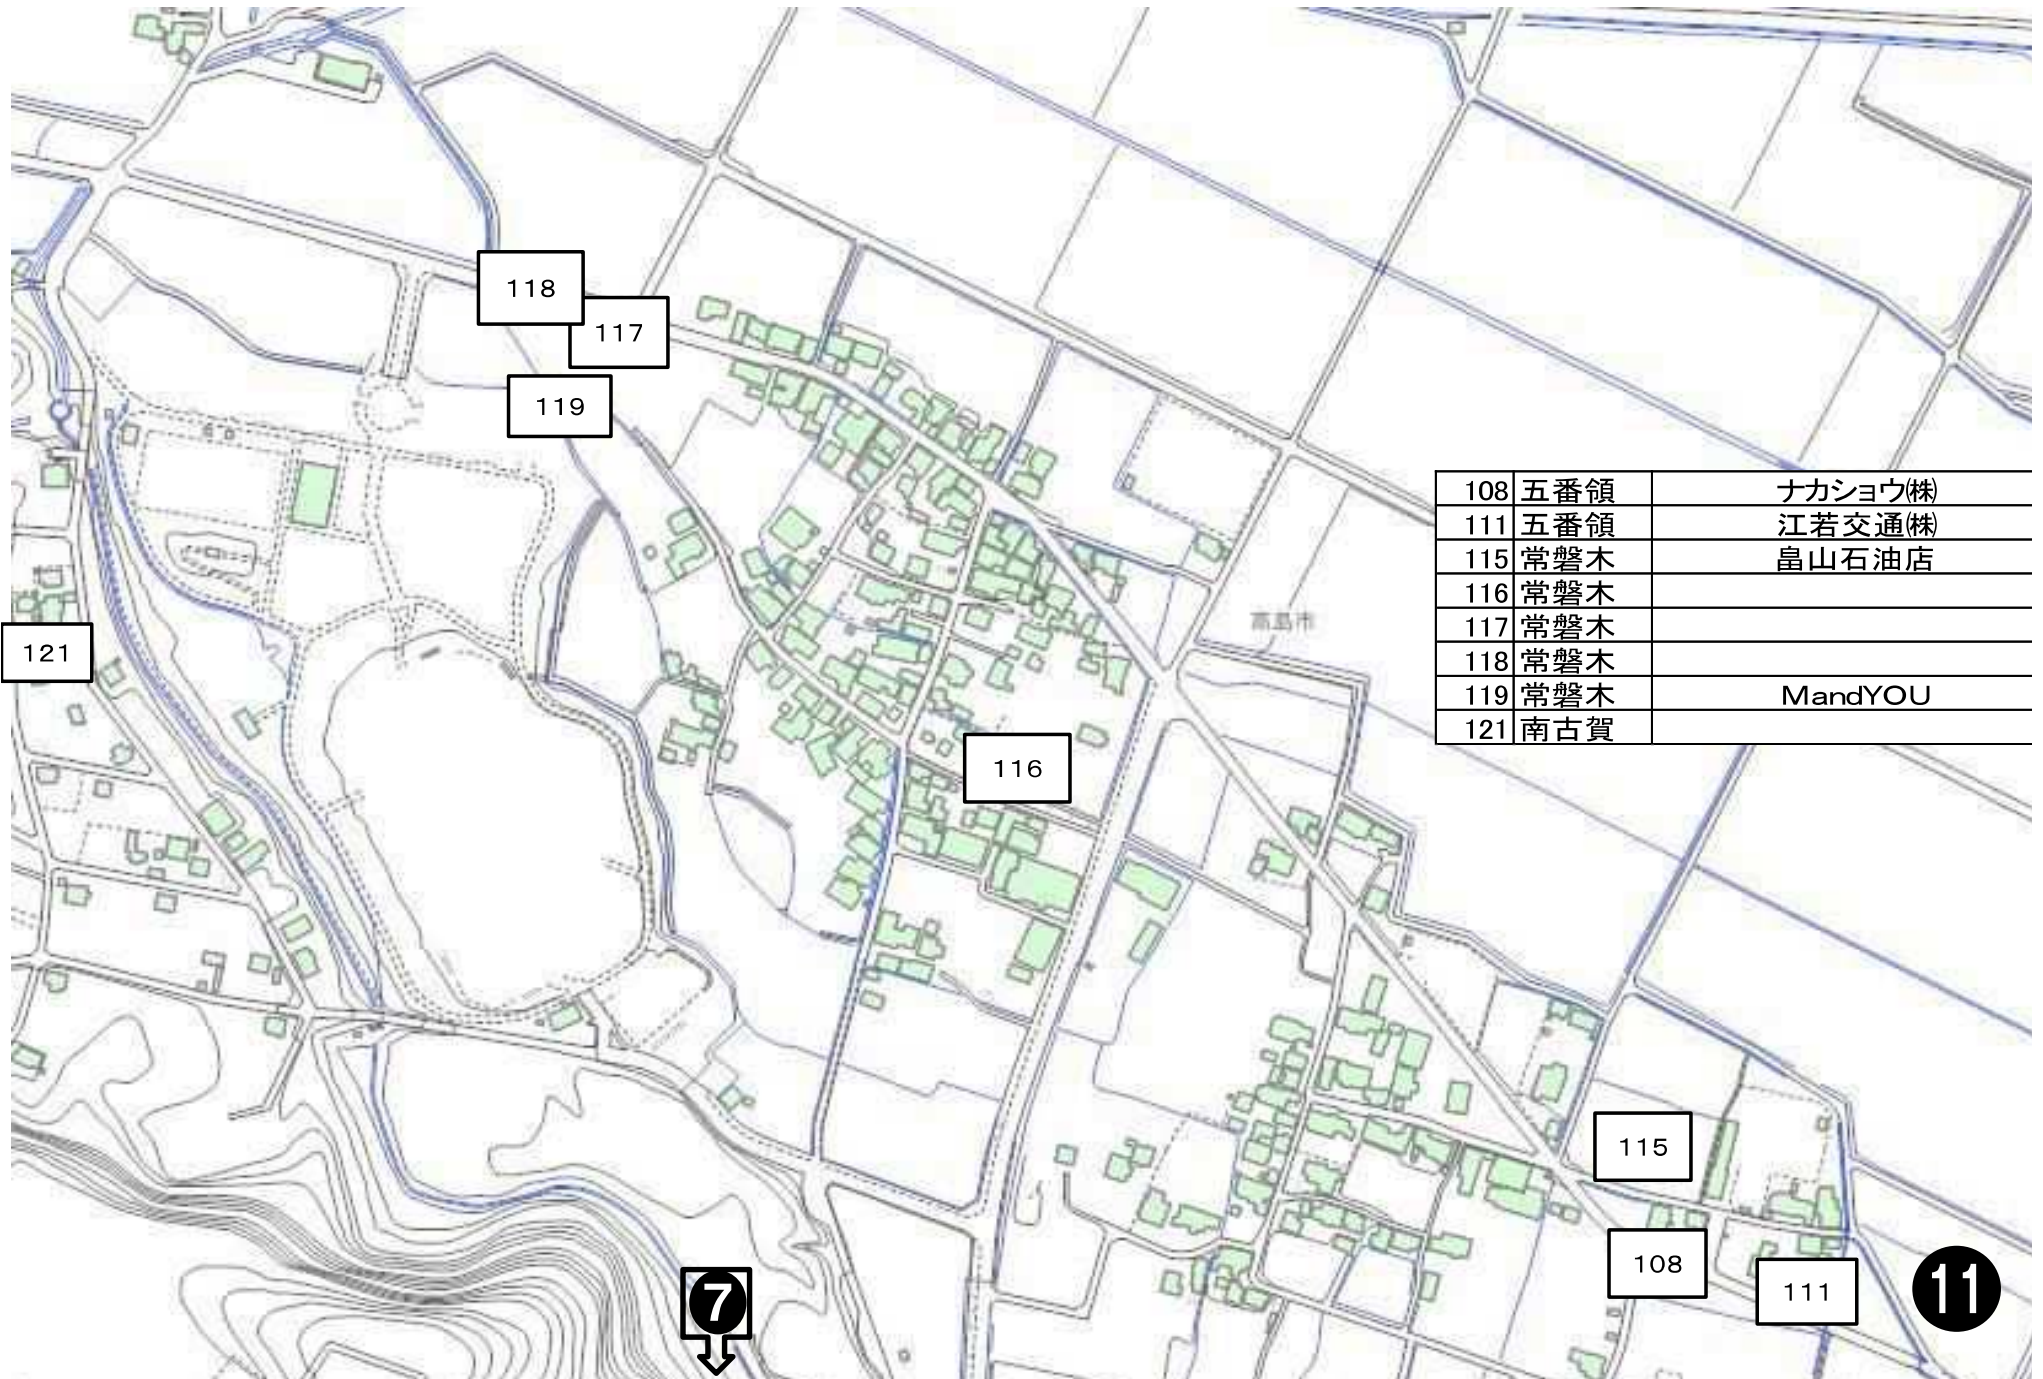 118
117
119
108 五番領 ナカショウ㈱
111 五番領 江若交通㈱
115 常磐木 畠山石油店
116 常磐木
117 常磐木
118 常磐木
119 常磐木 MandYOU
121 南古賀
高島市
121
116
115
108
111
11
7